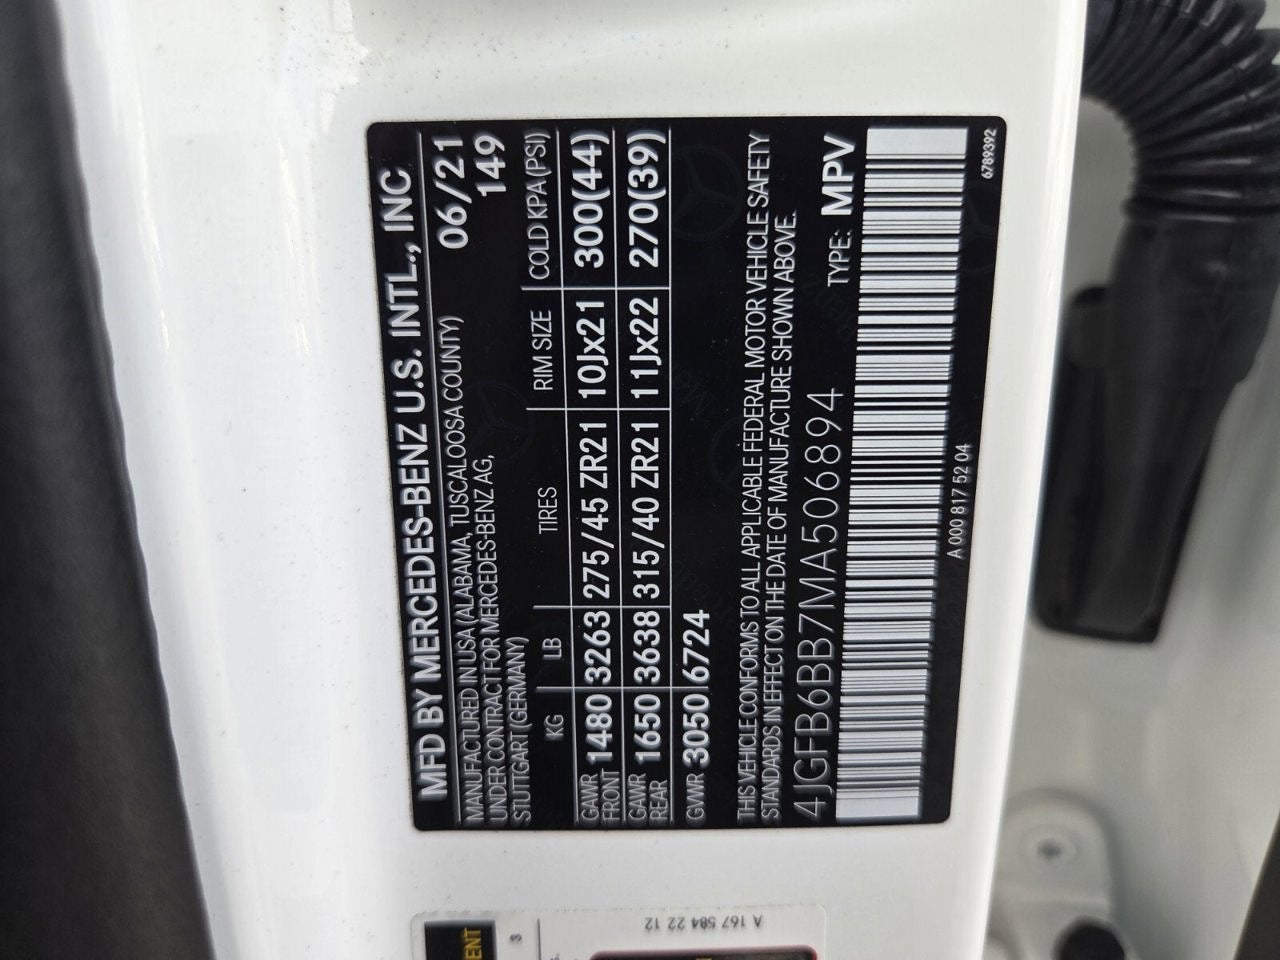 MFD BY MERCEDES-BENZ U.S. INTL., INC
MANUFACTURED IN USA (ALABAMA, TUSCALOOSA COUNTY) 06/21
UNDER CONTRACT FOR MERCEDES-BENZ AG, 149
STUTTGART (GERMANY)
KG LB TIRES RIM SIZE COLD KPA (PSI)
GAWR FRONT 1480 3263 275/45 ZR21 10Jx21 300(44)
GAWR REAR 1650 3638 315/40 ZR21 11Jx22 270(39)
GVWR 3050 6724
THIS VEHICLE CONFORMS TO ALL APPLICABLE FEDERAL MOTOR VEHICLE SAFETY
STANDARDS IN EFFECT ON THE DATE OF MANUFACTURE SHOWN ABOVE.
4JGFB6BB7MA506894 TYPE: MPV
A 000 817 52 04
6789392
A 167 584 22 12
3